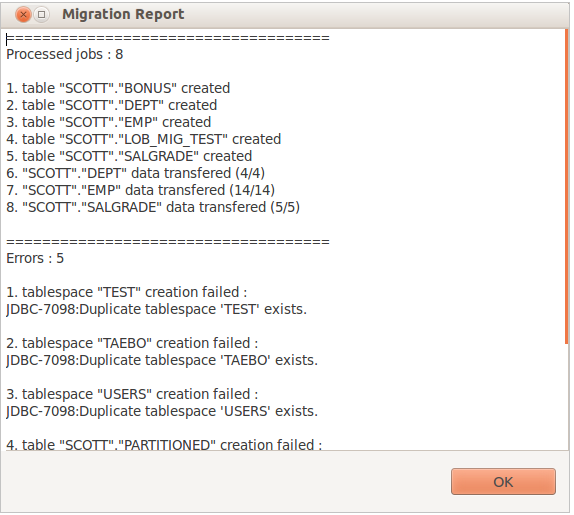 Migration Report
====================================
Processed jobs : 8
1. table "SCOTT"."BONUS" created
2. table "SCOTT"."DEPT" created
3. table "SCOTT"."EMP" created
4. table "SCOTT"."LOB_MIG_TEST" created
5. table "SCOTT"."SALGRADE" created
6. "SCOTT"."DEPT" data transfered (4/4)
7. "SCOTT"."EMP" data transfered (14/14)
8. "SCOTT"."SALGRADE" data transfered (5/5)
====================================
Errors : 5
1. tablespace "TEST" creation failed :
JDBC-7098:Duplicate tablespace 'TEST' exists.
2. tablespace "TAEBO" creation failed :
JDBC-7098:Duplicate tablespace 'TAEBO' exists.
3. tablespace "USERS" creation failed :
JDBC-7098:Duplicate tablespace 'USERS' exists.
4. table "SCOTT"."PARTITIONED" creation failed :
OK